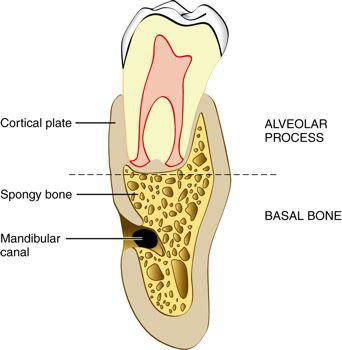 Cortical plate
ALVEOLAR
PROCESS
Spongy bone
BASAL BONE
Mandibular
canal